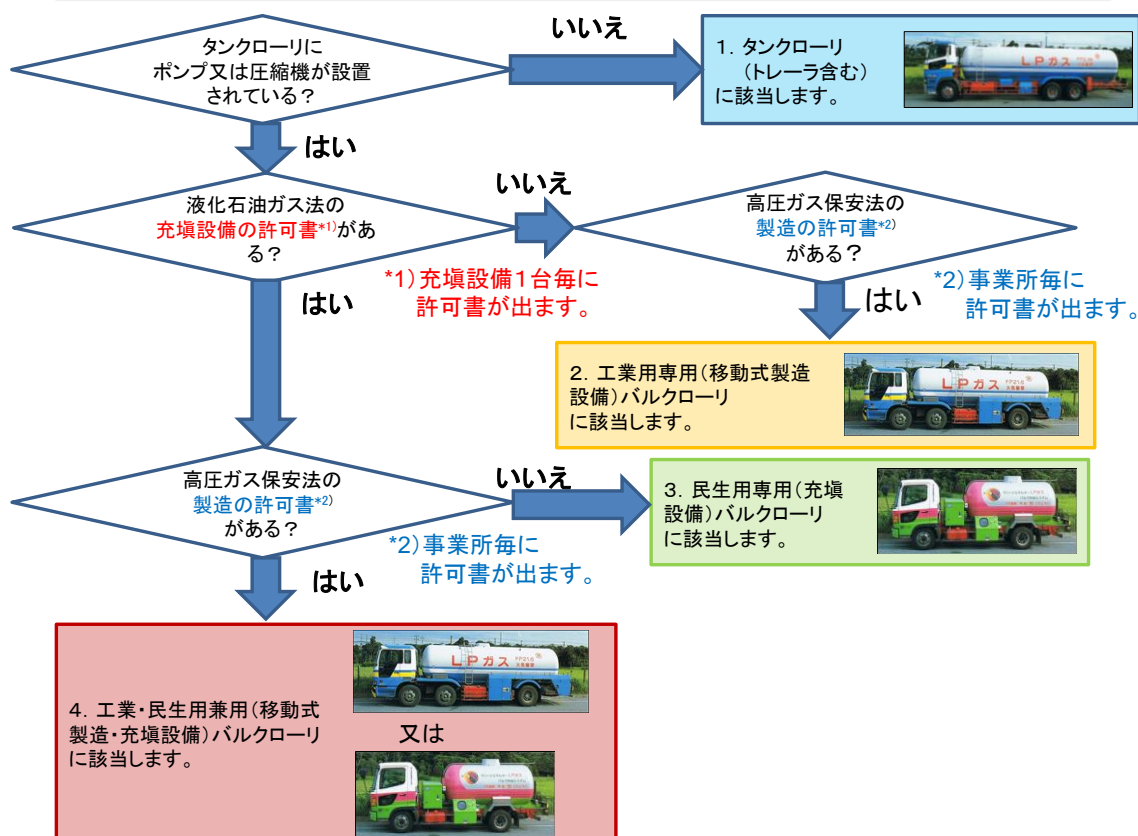 タンクローリに
ポンプ又は圧縮機が設置
されている？
いいえ
1．タンクローリ
（トレーラ含む）
に該当します。
LPガス
はい
液化石油ガス法の
充塡設備の許可書*1)があ
る？
いいえ
高圧ガス保安法の
製造の許可書*2)
がある？
*1)充塡設備１台毎に
許可書が出ます。
はい
はい
*2)事業所毎に
許可書が出ます。
2．工業用専用（移動式製造
設備）バルクローリ
に該当します。
LPガス
高圧ガス保安法の
製造の許可書*2)
がある？
いいえ
3．民生用専用（充塡
設備）バルクローリ
に該当します。
*2)事業所毎に
許可書が出ます。
はい
4．工業・民生用兼用（移動式
製造・充塡設備）バルクローリ
に該当します。
LPガス
又は